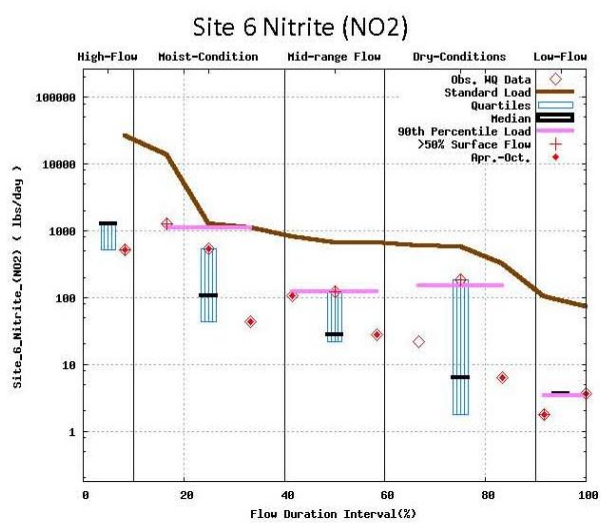 Site 6 Nitrite (NO2)
High-Flow Moist-Condition Mid-range Flow Dry-Conditions Low-Flow
Obs. WQ Data
Standard Load
Quartiles
Median
90th Percentile Load
>50% Surface Flow
Apr.-Oct.
100000
10000
1000
100
10
1
Site_6_Nitrite_(NO2) ( lbs/day )
0 20 40 60 80 100
Flow Duration Interval(%)